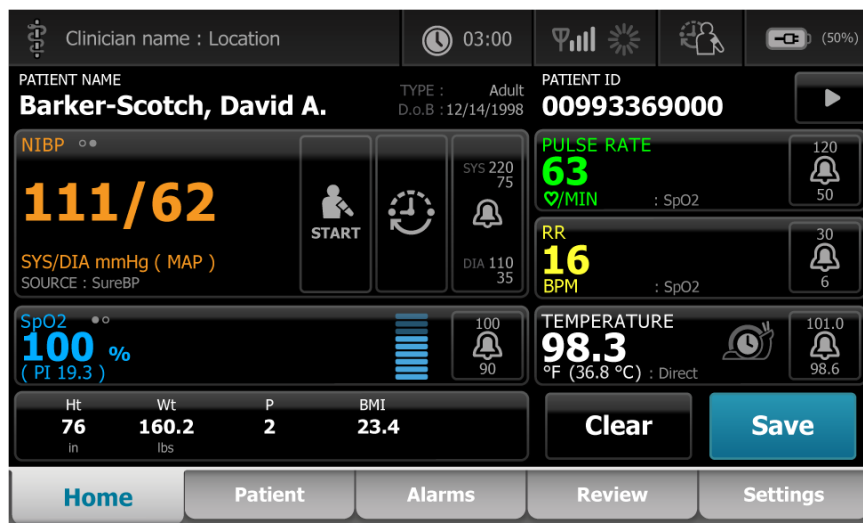 Clinician name : Location
03:00
(50%)
PATIENT NAME
Barker-Scotch, David A.
TYPE : Adult
D.o.B : 12/14/1998
PATIENT ID
00993369000
NIBP
111/62
SYS/DIA mmHg ( MAP )
SOURCE : SureBP
START
SYS 220
75
DIA 110
35
PULSE RATE
63
/MIN : SpO2
120
50
RR
16
BPM : SpO2
30
6
SpO2
100 %
( PI 19.3 )
100
90
TEMPERATURE
98.3
°F (36.8 °C) : Direct
101.0
98.6
Ht Wt P BMI
76 160.2 2 23.4
in lbs
Clear
Save
Home
Patient
Alarms
Review
Settings